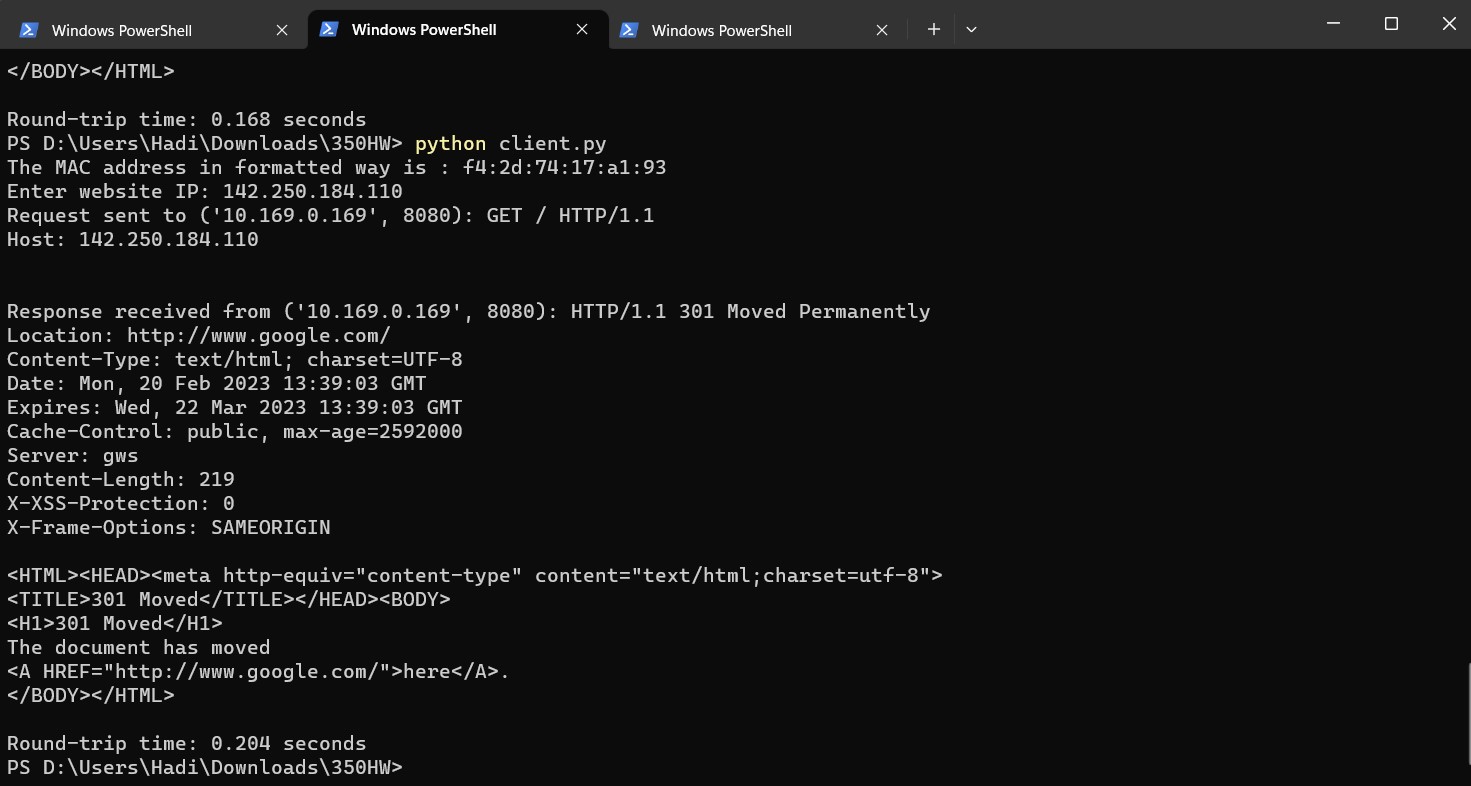 Windows PowerShell
Windows PowerShell
Windows PowerShell
</BODY></HTML>
Round-trip time: 0.168 seconds
PS D:\Users\Hadi\Downloads\350HW> python client.py
The MAC address in formatted way is : f4:2d:74:17:a1:93
Enter website IP: 142.250.184.110
Request sent to ('10.169.0.169', 8080): GET / HTTP/1.1
Host: 142.250.184.110
Response received from ('10.169.0.169', 8080): HTTP/1.1 301 Moved Permanently
Location: http://www.google.com/
Content-Type: text/html; charset=UTF-8
Date: Mon, 20 Feb 2023 13:39:03 GMT
Expires: Wed, 22 Mar 2023 13:39:03 GMT
Cache-Control: public, max-age=2592000
Server: gws
Content-Length: 219
X-XSS-Protection: 0
X-Frame-Options: SAMEORIGIN
<HTML><HEAD><meta http-equiv="content-type" content="text/html;charset=utf-8">
<TITLE>301 Moved</TITLE></HEAD><BODY>
<H1>301 Moved</H1>
The document has moved
<A HREF="http://www.google.com/">here</A>.
</BODY></HTML>
Round-trip time: 0.204 seconds
PS D:\Users\Hadi\Downloads\350HW>